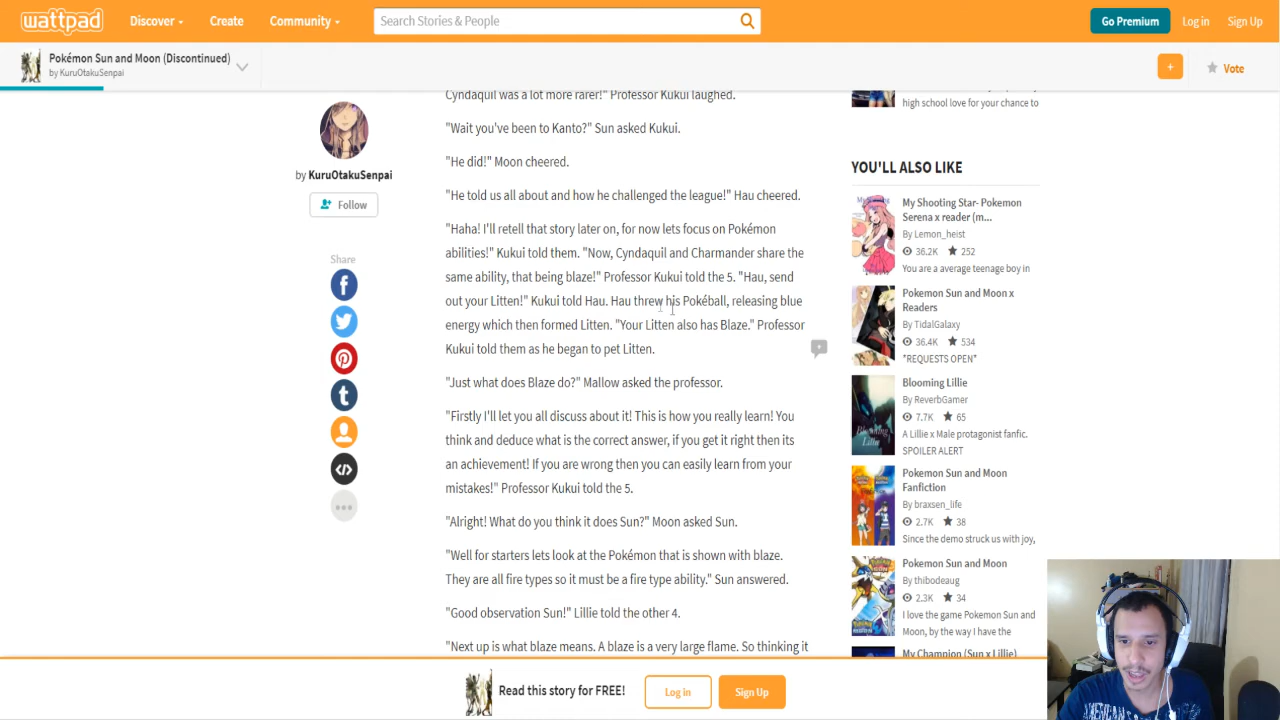 wattpad
Discover
Create
Community
Search Stories & People
Go Premium
Log in
Sign Up
Pokémon Sun and Moon (Discontinued)
by KuruOtakuSenpai
+
Vote
by KuruOtakuSenpai
Follow
Share
Cyndaquil was a lot more rarer!" Professor Kukui laughed.
"Wait you've been to Kanto?" Sun asked Kukui.
"He did!" Moon cheered.
"He told us all about and how he challenged the league!" Hau cheered.
"Haha! I'll retell that story later on, for now lets focus on Pokémon
abilities!" Kukui told them. "Now, Cyndaquil and Charmander share the
same ability, that being blaze!" Professor Kukui told the 5. "Hau, send
out your Litten!" Kukui told Hau. Hau threw his Pokéball, releasing blue
energy which then formed Litten. "Your Litten also has Blaze." Professor
Kukui told them as he began to pet Litten.
"Just what does Blaze do?" Mallow asked the professor.
"Firstly I'll let you all discuss about it! This is how you really learn! You
think and deduce what is the correct answer, if you get it right then its
an achievement! If you are wrong then you can easily learn from your
mistakes!" Professor Kukui told the 5.
"Alright! What do you think it does Sun?" Moon asked Sun.
"Well for starters lets look at the Pokémon that is shown with blaze.
They are all fire types so it must be a fire type ability." Sun answered.
"Good observation Sun!" Lillie told the other 4.
"Next up is what blaze means. A blaze is a very large flame. So thinking it
high school love for your chance to
YOU'LL ALSO LIKE
My Shooting Star- Pokemon
Serena x reader (m...
By Lemon_heist
36.2K 252
You are a average teenage boy in
Pokemon Sun and Moon x
Readers
By TidalGalaxy
36.4K 534
*REQUESTS OPEN*
Blooming Lillie
By ReverbGamer
7.7K 65
A Lillie x Male protagonist fanfic.
SPOILER ALERT
Pokemon Sun and Moon
Fanfiction
By braxsen_life
2.7K 38
Since the demo struck us with joy,
Pokemon Sun and Moon
By thibodeaug
2.3K 34
I love the game Pokemon Sun and
Moon, by the way I have the
My Champion (Sun x Lillie)
Read this story for FREE!
Log in
Sign Up